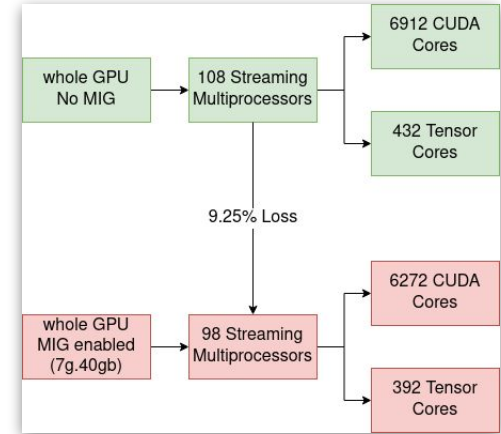 6912 CUDA
Cores
whole GPU
No MIG
108 Streaming
Multiprocessors
432 Tensor
Cores
9.25% Loss
6272 CUDA
Cores
whole GPU
MIG enabled
(7g.40gb)
98 Streaming
Multiprocessors
392 Tensor
Cores